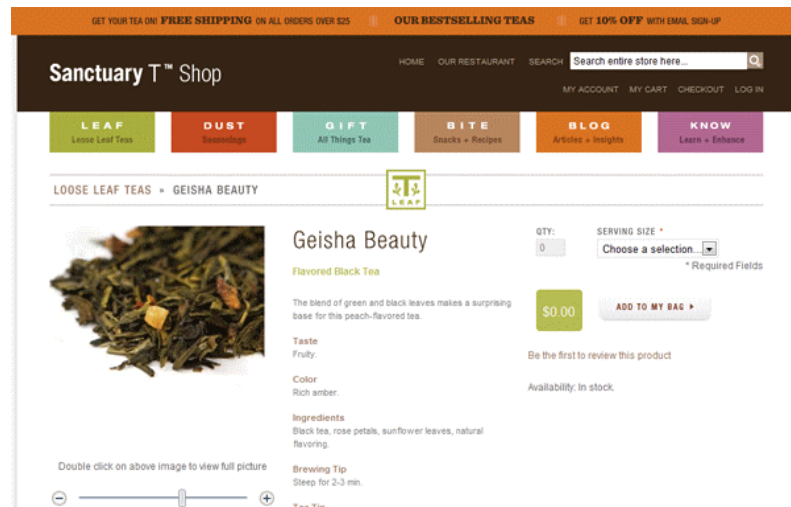 GET YOUR TEA ON! FREE SHIPPING ON ALL ORDERS OVER $25
OUR BESTSELLING TEAS
GET 10% OFF WITH EMAIL SIGN-UP
Sanctuary T™ Shop
HOME OUR RESTAURANT SEARCH Search entire store here...
MY ACCOUNT MY CART CHECKOUT LOG IN
LEAF
Loose Leaf Teas
DUST
Seasonings
GIFT
All Things Tea
BITE
Snacks + Recipes
BLOG
Articles + Insights
KNOW
Learn + Enhance
LOOSE LEAF TEAS » GEISHA BEAUTY
T
LEAF
Geisha Beauty
Flavored Black Tea
The blend of green and black leaves makes a surprising
base for this peach-flavored tea.
Taste
Fruity.
Color
Rich amber.
Ingredients
Black tea, rose petals, sunflower leaves, natural
flavoring.
Brewing Tip
Steep for 2-3 min.
Tea Tip
QTY:
0
SERVING SIZE *
Choose a selection...
* Required Fields
$0.00
ADD TO MY BAG
Be the first to review this product
Availability: In stock.
Double click on above image to view full picture